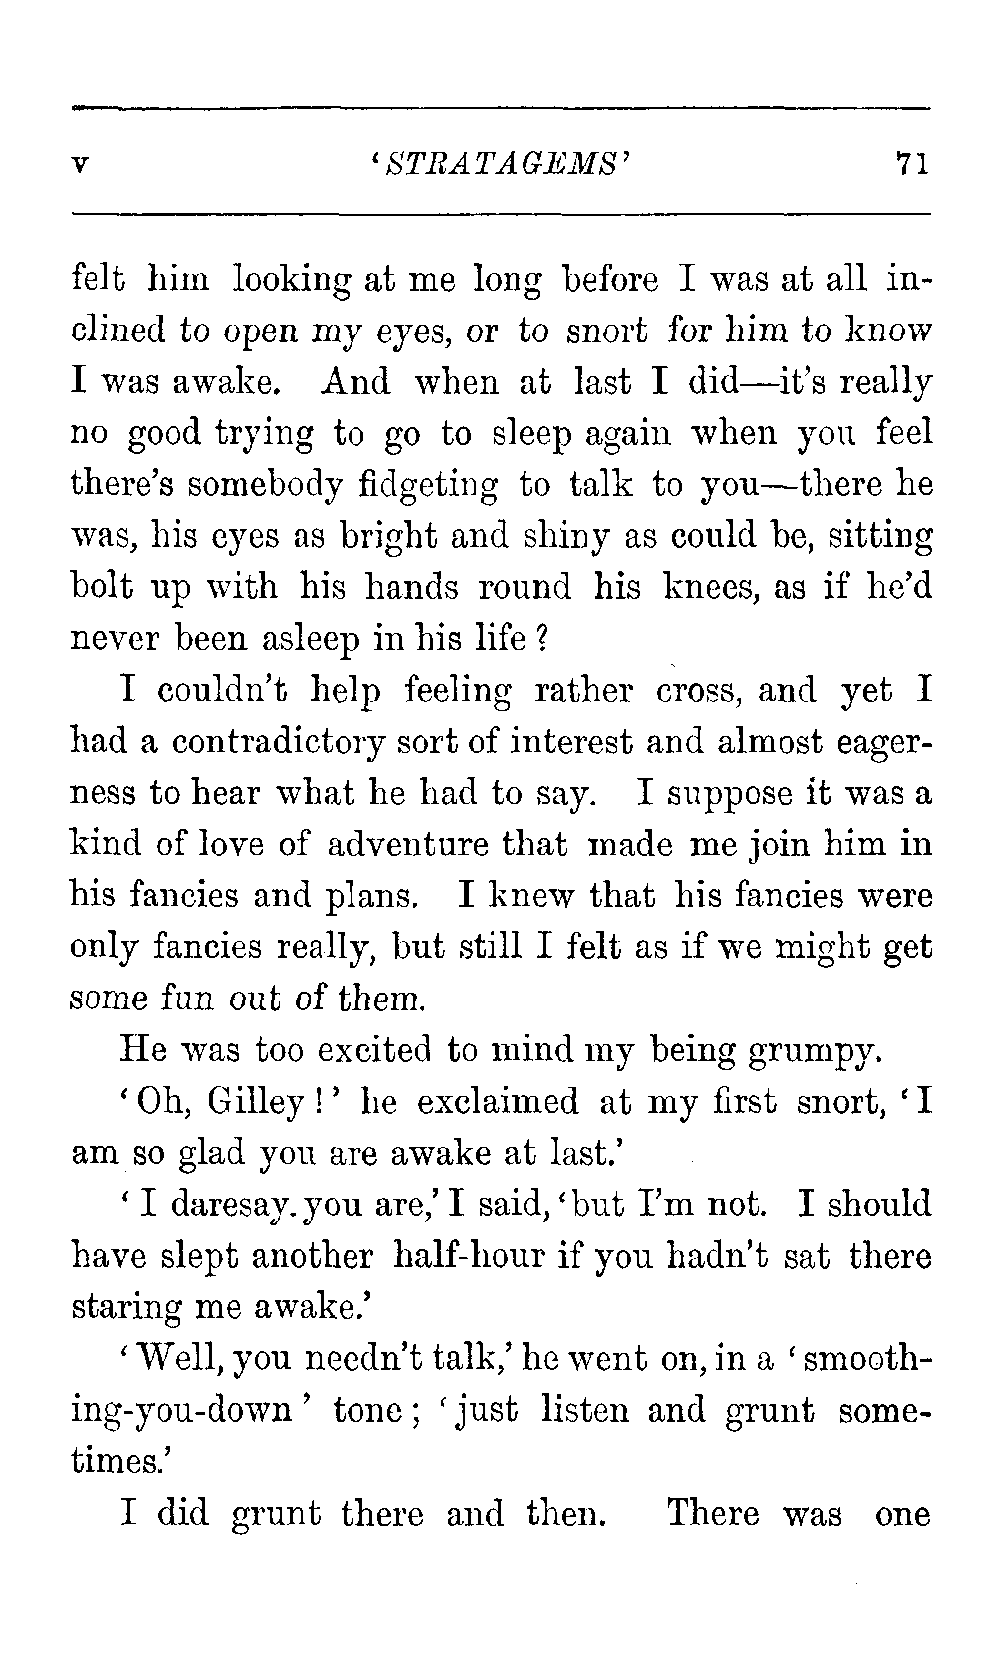 v ‘STRATAGEMS’ 71
felt him looking at me long before I was at all in-
clined to open my eyes, or to snort for him to know
I was awake. And when at last I did—it’s really
no good trying to go to sleep again when you feel
there’s somebody fidgeting to talk to you—there he
was, his eyes as bright and shiny as could be, sitting
bolt up with his hands round his knees, as if he’d
never been asleep in his life?
I couldn’t help feeling rather cross, and yet I
had a contradictory sort of interest and almost eager-
ness to hear what he had to say. I suppose it was a
kind of love of adventure that made me join him in
his fancies and plans. I knew that his fancies were
only fancies really, but still I felt as if we might get
some fun out of them.
He was too excited to mind my being grumpy.
‘Oh, Gilley!’ he exclaimed at my first snort, ‘I
am so glad you are awake at last.’
‘I daresay you are,’ I said, ‘but I’m not. I should
have slept another half-hour if you hadn’t sat there
staring me awake.’
‘Well, you needn’t talk,’ he went on, in a ‘smooth-
ing-you-down’ tone; ‘just listen and grunt some-
times.’
I did grunt there and then. There was one